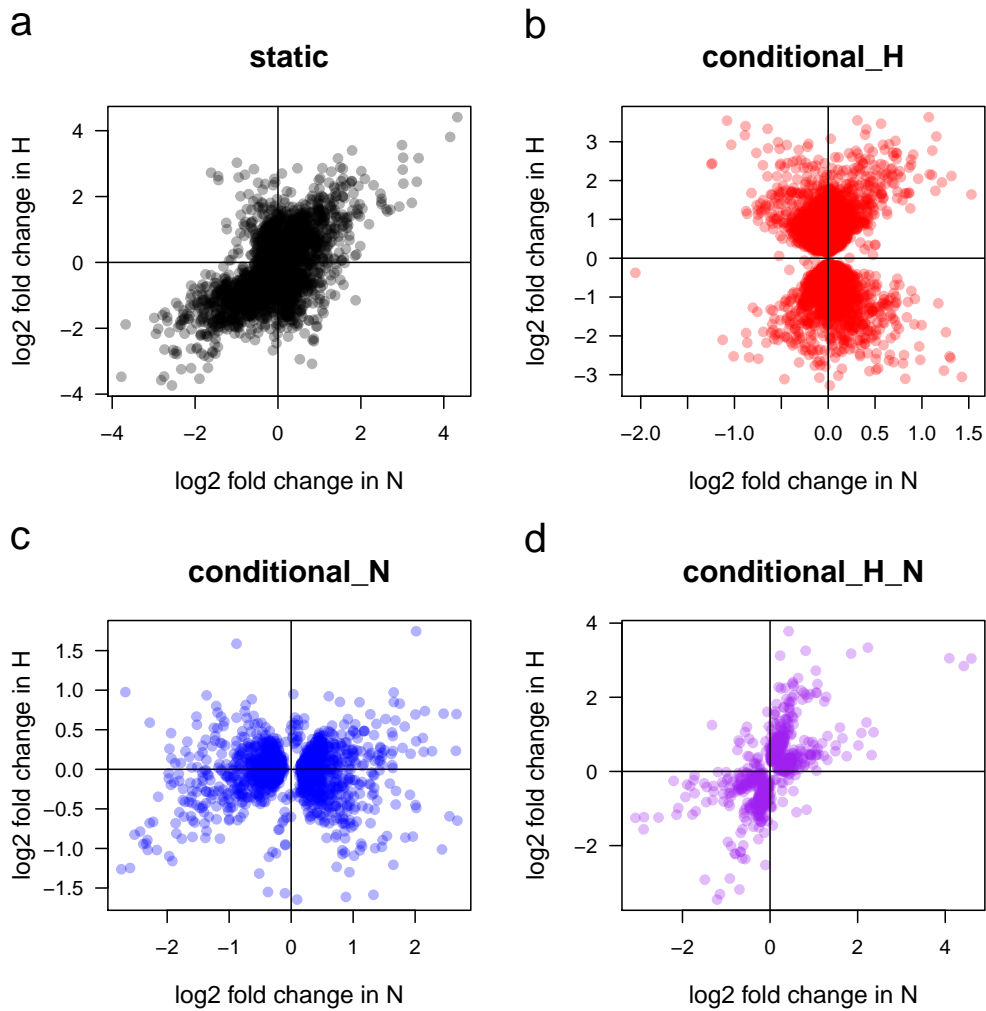 a
static
log2 fold change in H
4
2
0
−2
−4
−4 −2 0 2 4
log2 fold change in N
b
conditional_H
log2 fold change in H
3
2
1
0
−1
−2
−3
−2.0 −1.0 0.0 0.5 1.0 1.5
log2 fold change in N
c
conditional_N
log2 fold change in H
1.5
1.0
0.5
0.0
−0.5
−1.0
−1.5
−2 −1 0 1 2
log2 fold change in N
d
conditional_H_N
log2 fold change in H
4
2
0
−2
−2 0 2 4
log2 fold change in N